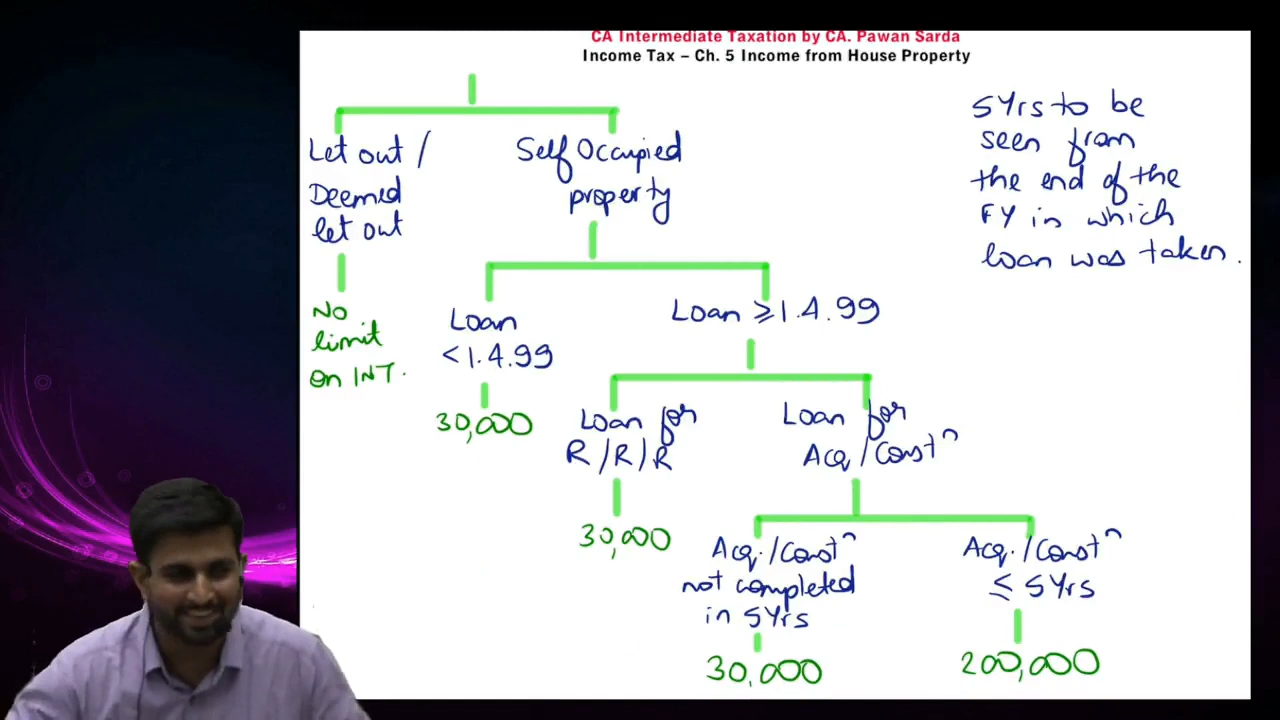 CA Intermediate Taxation by CA. Pawan Sarda
Income Tax – Ch. 5 Income from House Property
Let out /
Deemed
let out
Self Occupied
property
5Yrs to be
seen from
the end of the
FY in which
loan was taken.
No
limit
on INT.
Loan
< 1.4.99
30,000
Loan ≥ 1.4.99
Loan for
R/R/R
30,000
Loan for
Acq/Constⁿ
Acq./Constⁿ
not completed
in 5Yrs
30,000
Acq./Constⁿ
≤ 5Yrs
200,000